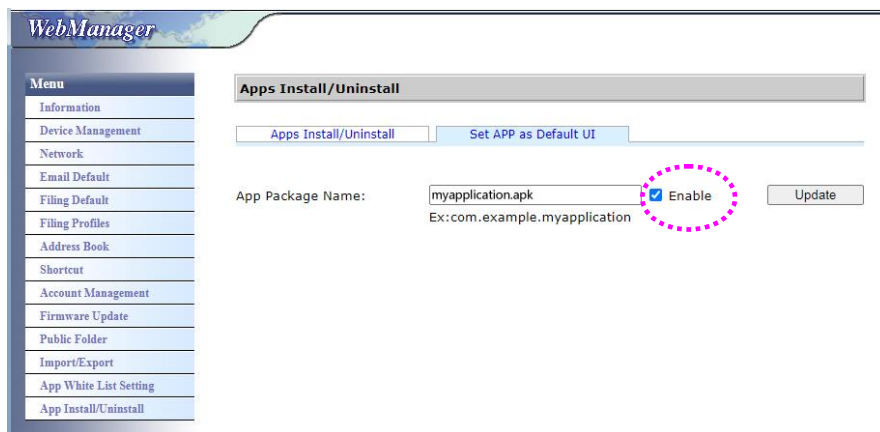 WebManager
Menu
Information
Device Management
Network
Email Default
Filing Default
Filing Profiles
Address Book
Shortcut
Account Management
Firmware Update
Public Folder
Import/Export
App White List Setting
App Install/Uninstall
Apps Install/Uninstall
Apps Install/Uninstall Set APP as Default UI
App Package Name: myapplication.apk Enable Update
Ex:com.example.myapplication